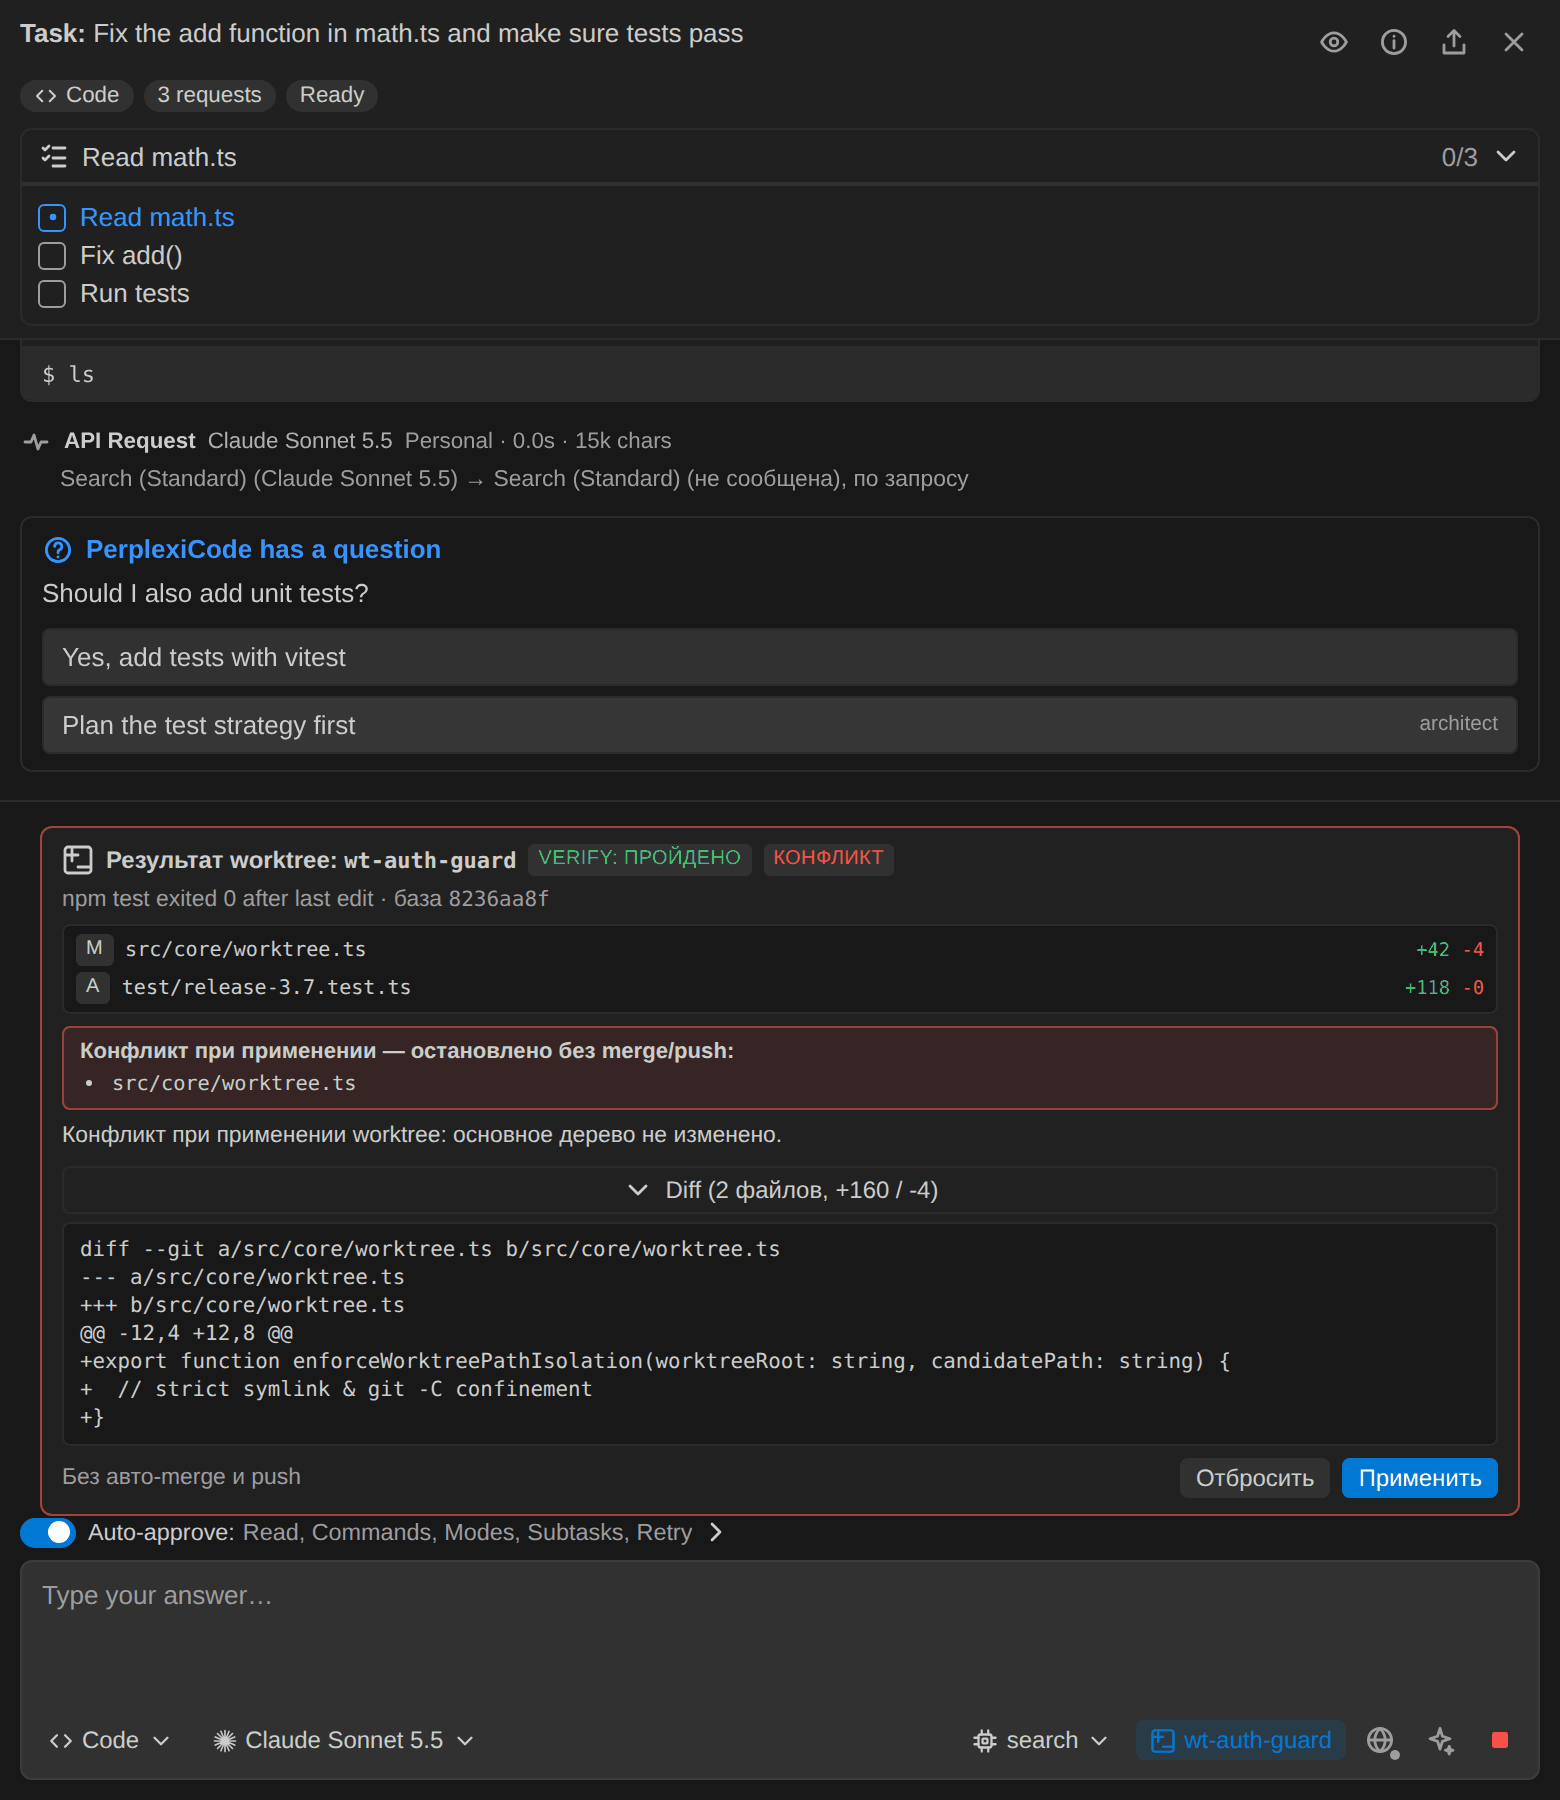 Task: Fix the add function in math.ts and make sure tests pass
Code 3 requests Ready
Read math.ts 0/3
Read math.ts
Fix add()
Run tests
$ ls
API Request Claude Sonnet 5.5 Personal · 0.0s · 15k chars
Search (Standard) (Claude Sonnet 5.5) → Search (Standard) (не сообщена), по запросу
PerplexiCode has a question
Should I also add unit tests?
Yes, add tests with vitest
Plan the test strategy first architect
Результат worktree: wt-auth-guard VERIFY: ПРОЙДЕНО КОНФЛИКТ
npm test exited 0 after last edit · база 8236aa8f
M src/core/worktree.ts +42 -4
A test/release-3.7.test.ts +118 -0
Конфликт при применении — остановлено без merge/push:
• src/core/worktree.ts
Конфликт при применении worktree: основное дерево не изменено.
Diff (2 файлов, +160 / -4)
diff --git a/src/core/worktree.ts b/src/core/worktree.ts
--- a/src/core/worktree.ts
+++ b/src/core/worktree.ts
@@ -12,4 +12,8 @@
+export function enforceWorktreePathIsolation(worktreeRoot: string, candidatePath: string) {
+  // strict symlink & git -C confinement
+}
Без авто-merge и push Отбросить Применить
Auto-approve: Read, Commands, Modes, Subtasks, Retry
Type your answer…
Code Claude Sonnet 5.5 search wt-auth-guard